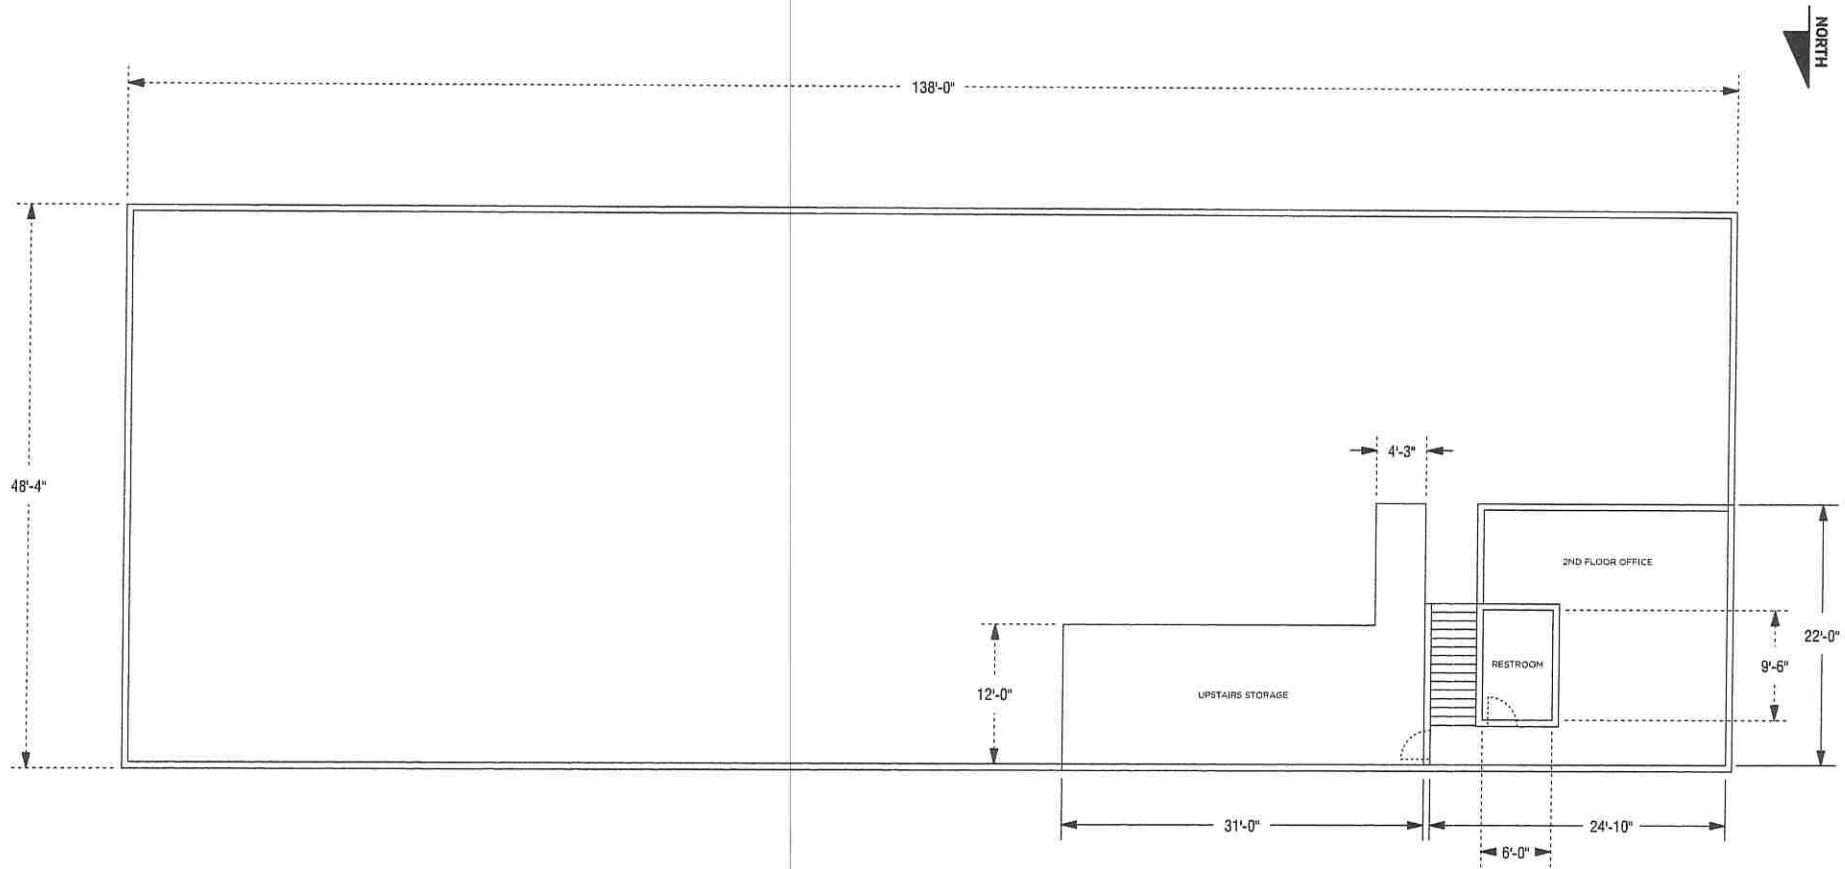 NORTH
138'-0"
48'-4"
4'-3"
2ND FLOOR OFFICE
22'-0"
9'-6"
RESTROOM
12'-0"
UPSTAIRS STORAGE
31'-0"
24'-10"
6'-0"